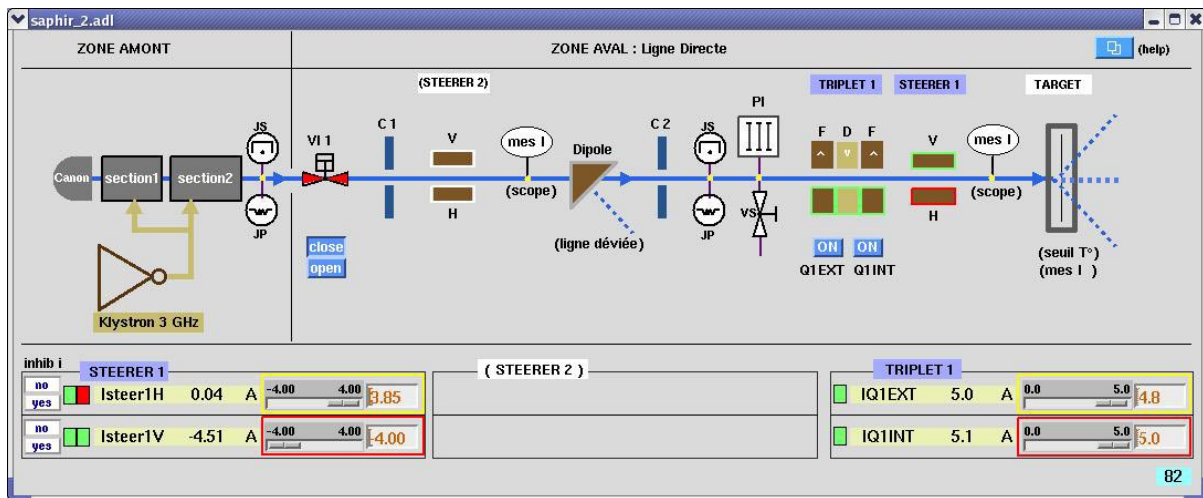 saphir_2.adl
ZONE AMONT
ZONE AVAL : Ligne Directe
(help)
(STEERER 2)
TRIPLET 1
STEERER 1
TARGET
PI
JS
VI 1
C 1
V
mes I
Dipole
C 2
JS
F D F
V
mes I
Canon
section1
section2
(scope)
(scope)
H
VS
H
JP
(ligne déviée)
JP
close
open
ON
ON
Q1EXT
Q1INT
(seuil T°)
(mes I )
Klystron 3 GHz
inhib i
STEERER 1
( STEERER 2 )
TRIPLET 1
no
yes
Isteer1H 0.04 A -4.00 4.00 3.85
IQ1EXT 5.0 A 0.0 5.0 4.8
no
yes
Isteer1V -4.51 A -4.00 4.00 -4.00
IQ1INT 5.1 A 0.0 5.0 5.0
82